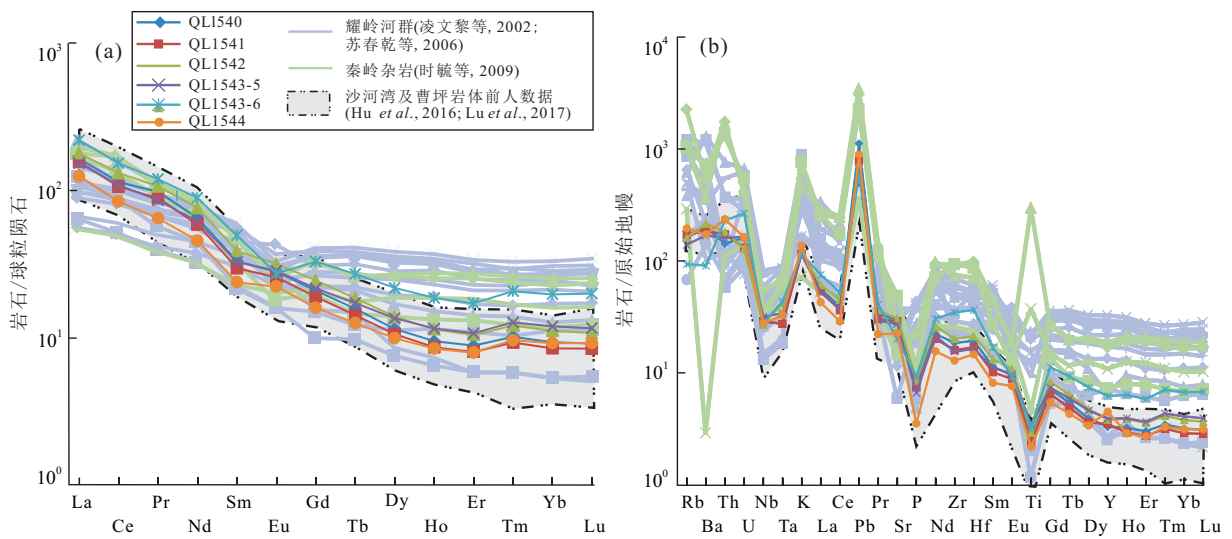 (a)
QL1540
QL1541
QL1542
QL1543-5
QL1543-6
QL1544
耀岭河群(凌文黎等, 2002;
苏春乾等, 2006)
秦岭杂岩(时毓等, 2009)
沙河湾及曹坪岩体前人数据
(Hu et al., 2016; Lu et al., 2017)
岩石/球粒陨石
10³
10²
10¹
10⁰
La Pr Sm Gd Dy Er Yb
Ce Nd Eu Tb Ho Tm Lu
(b)
岩石/原始地幔
10⁴
10³
10²
10¹
10⁰
Rb Th Nb K Ce Pr P Zr Sm Ti Tb Y Er Yb
Ba U Ta La Pb Sr Nd Hf Eu Gd Dy Ho Tm Lu